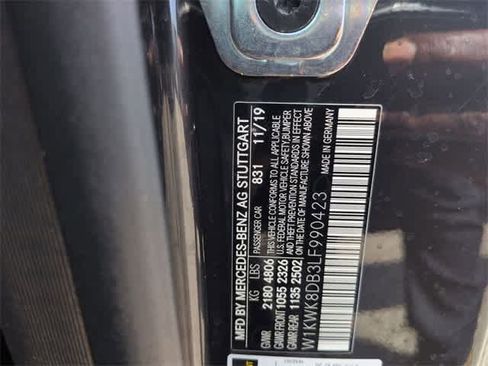 MFD BY MERCEDES-BENZ AG STUTTGART
PASSENGER CAR 831 11/19
KG LBS THIS VEHICLE CONFORMS TO ALL APPLICABLE
GVWR 2180 4806 U.S. FEDERAL MOTOR VEHICLE SAFETY,BUMPER
GAWR FRONT 1055 2326 AND THEFT PREVENTION STANDARDS IN EFFECT
GAWR REAR 1135 2502 ON THE DATE OF MANUFACTURE SHOWN ABOVE
W1KWK8DB3LF990423 MADE IN GERMANY